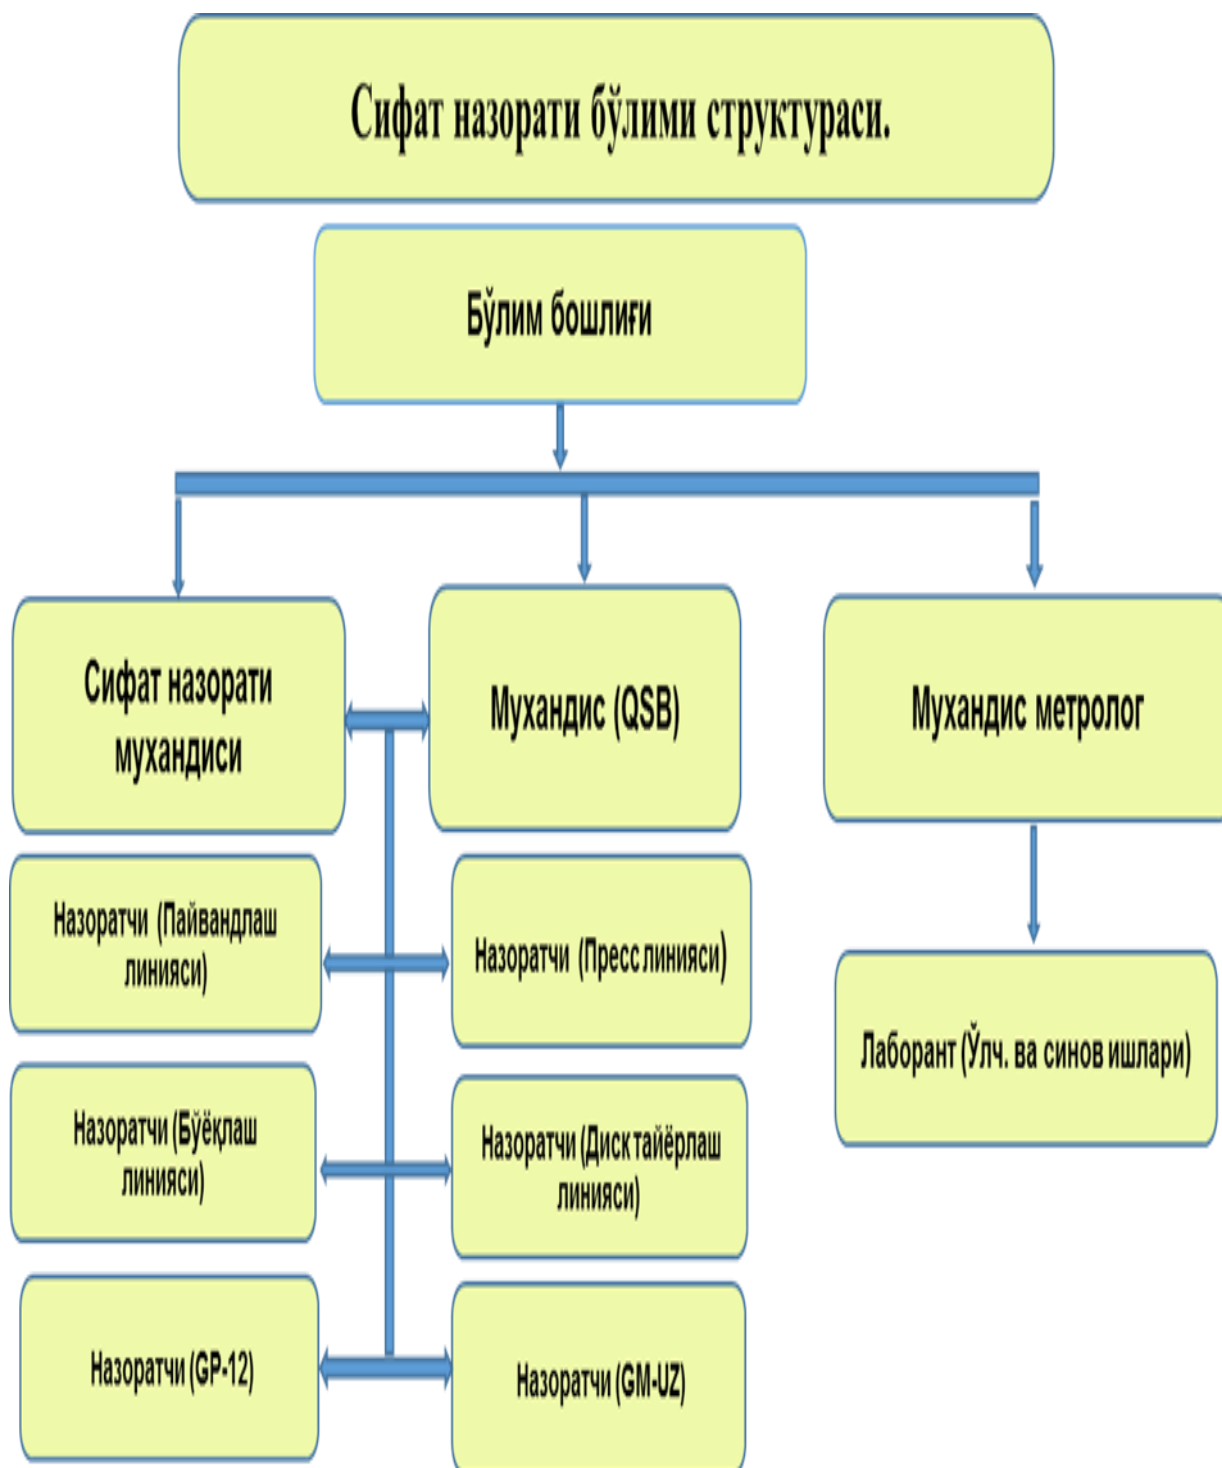 Сифат назорати бўлими структураси.
Бўлим бошлиғи
Сифат назорати
мухандиси
Мухандис (QSB)
Мухандис метролог
Назоратчи (Пайвандлаш
линияси)
Назоратчи (Пресс линияси)
Лаборант (Ўлч. ва синов ишлари)
Назоратчи (Бўёқлаш
линияси)
Назоратчи (Диск тайёрлаш
линияси)
Назоратчи (GP-12)
Назоратчи (GM-UZ)